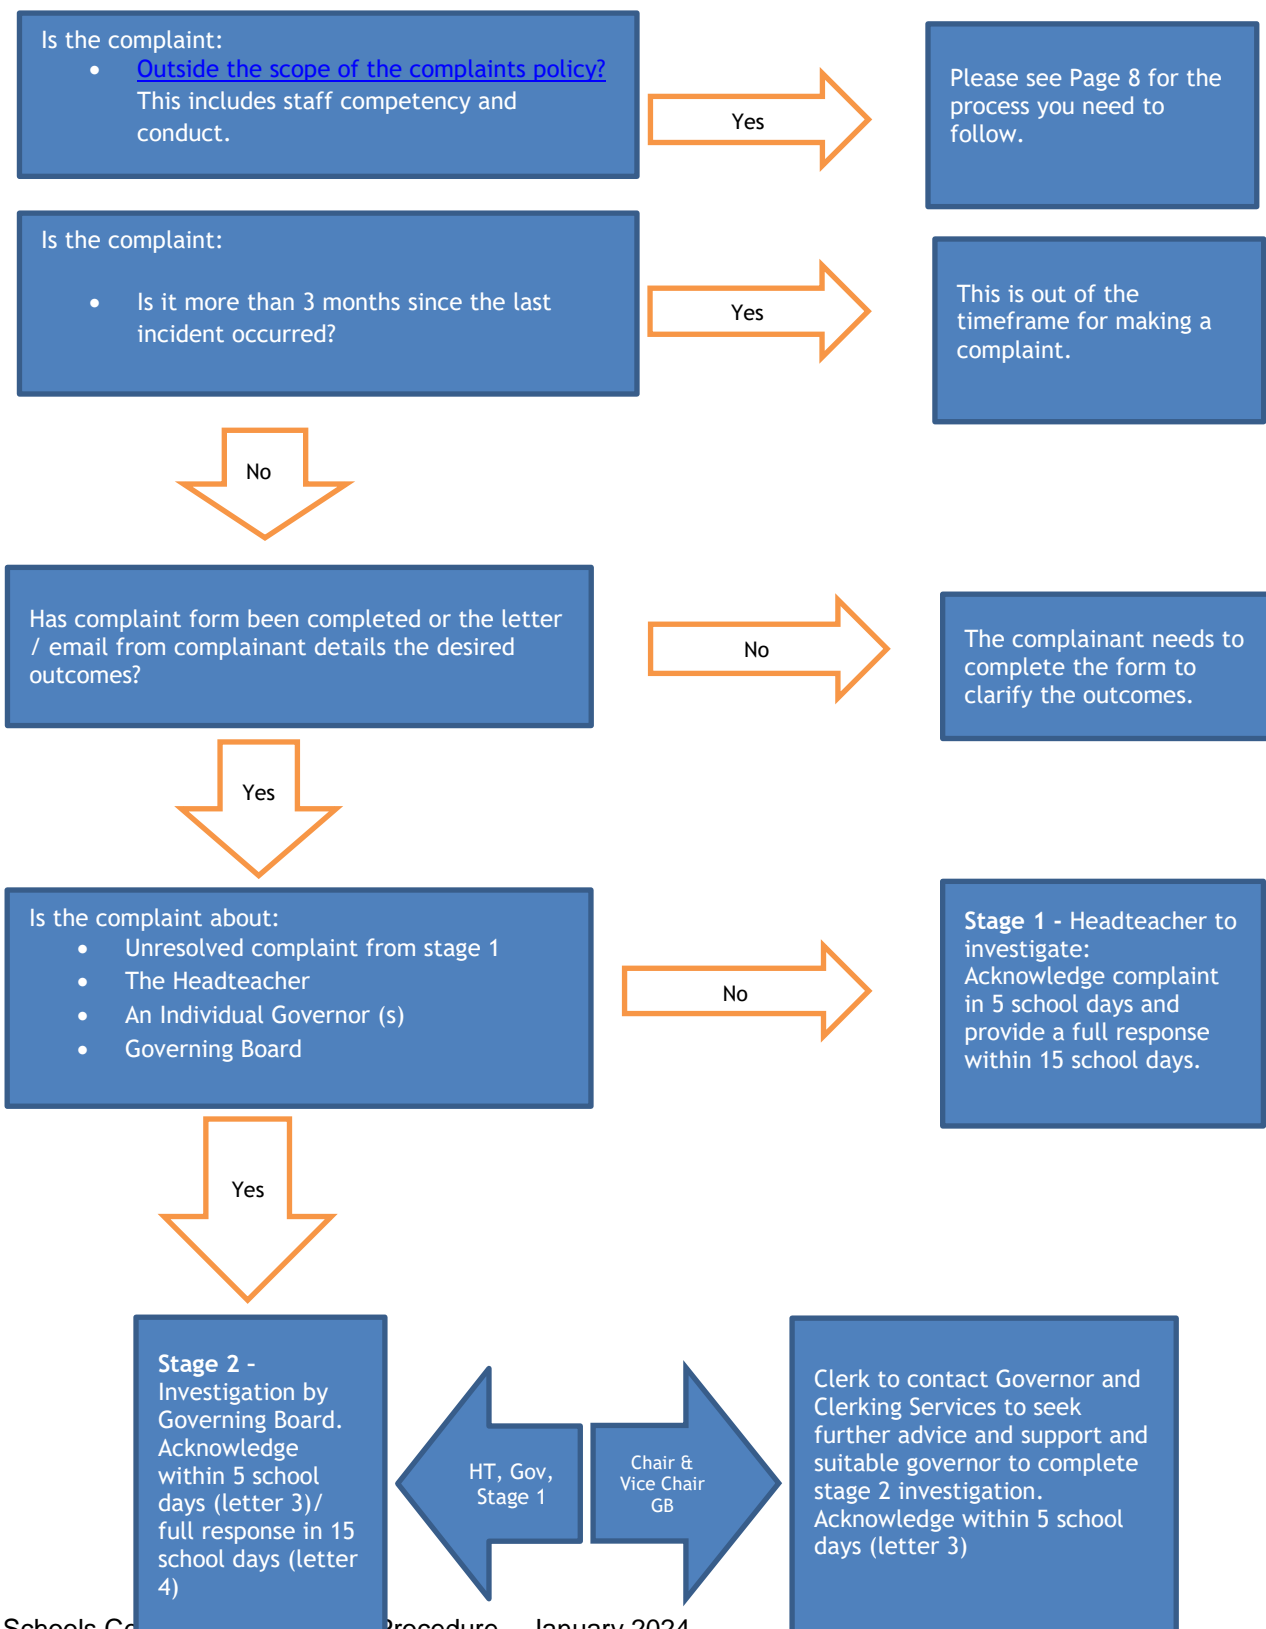 Is the complaint:
• Outside the scope of the complaints policy?
This includes staff competency and
conduct.
Yes
Please see Page 8 for the
process you need to
follow.
Is the complaint:
• Is it more than 3 months since the last
incident occurred?
Yes
This is out of the
timeframe for making a
complaint.
No
Has complaint form been completed or the letter
/ email from complainant details the desired
outcomes?
No
The complainant needs to
complete the form to
clarify the outcomes.
Yes
Is the complaint about:
• Unresolved complaint from stage 1
• The Headteacher
• An Individual Governor (s)
• Governing Board
No
Stage 1 - Headteacher to
investigate:
Acknowledge complaint
in 5 school days and
provide a full response
within 15 school days.
Yes
Stage 2 –
Investigation by
Governing Board.
Acknowledge
within 5 school
days (letter 3)/
full response in 15
school days (letter
4)
HT, Gov,
Stage 1
Chair &
Vice Chair
GB
Clerk to contact Governor and
Clerking Services to seek
further advice and support and
suitable governor to complete
stage 2 investigation.
Acknowledge within 5 school
days (letter 3)
Schools Procedure January 2024